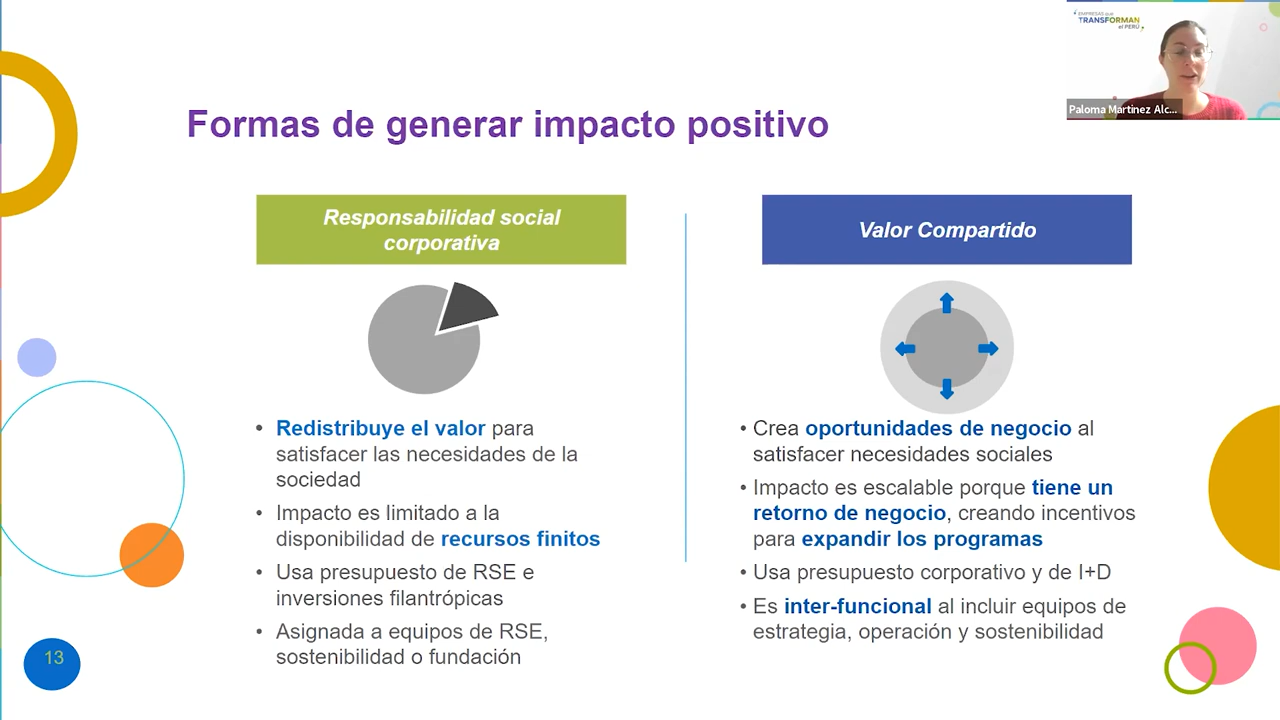 EMPRESAS que
TRANSFORMAN
el PERÚ
Paloma Martínez Alc...
Formas de generar impacto positivo
Responsabilidad social
corporativa
• Redistribuye el valor para
satisfacer las necesidades de la
sociedad
• Impacto es limitado a la
disponibilidad de recursos finitos
• Usa presupuesto de RSE e
inversiones filantrópicas
• Asignada a equipos de RSE,
sostenibilidad o fundación
Valor Compartido
• Crea oportunidades de negocio al
satisfacer necesidades sociales
• Impacto es escalable porque tiene un
retorno de negocio, creando incentivos
para expandir los programas
• Usa presupuesto corporativo y de I+D
• Es inter-funcional al incluir equipos de
estrategia, operación y sostenibilidad
13